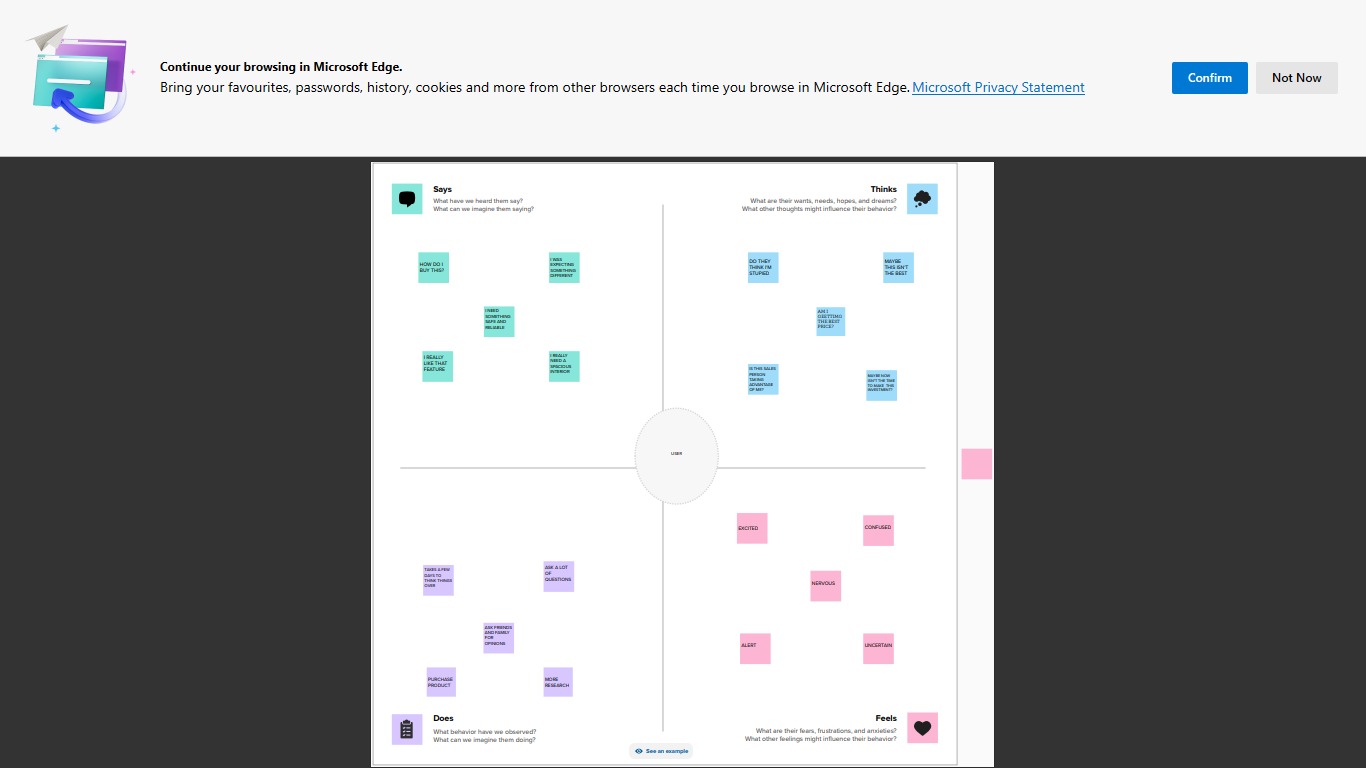 Continue your browsing in Microsoft Edge.
Bring your favourites, passwords, history, cookies and more from other browsers each time you browse in Microsoft Edge. Microsoft Privacy Statement
Confirm
Not Now
Says
What have we heard them say?
What can we imagine them saying?
Thinks
What are their wants, needs, hopes, and dreams?
What other thoughts might influence their behavior?
HOW DO I
BUY THIS?
I WAS
EXPECTING
SOMETHING
DIFFERENT
I NEED
SOMETHING
SAFE AND
RELIABLE
I REALLY
LIKE THAT
FEATURE
I REALLY
NEED A
SPACIOUS
INTERIOR
DO THEY
THINK I'M
STUPIED
MAYBE
THIS ISN'T
THE BEST
AM I
GEETTING
THE BEST
PRICE?
IS THIS SALES
PERSON
TAKING
ADVANTAGE
OF ME?
MAYBE NOW
ISN'T THE TIME
TO MAKE THIS
INVESTMENT?
USER
TAKES A FEW
DAYS TO
THINK THINGS
OVER
ASK A LOT
OF
QUESTIONS
ASK FRIENDS
AND FAMILY
FOR
OPINIONS
PURCHASE
PRODUCT
MORE
RESEARCH
EXCITED
CONFUSED
NERVOUS
ALERT
UNCERTAIN
Does
What behavior have we observed?
What can we imagine them doing?
Feels
What are their fears, frustrations, and anxieties?
What other feelings might influence their behavior?
See an example